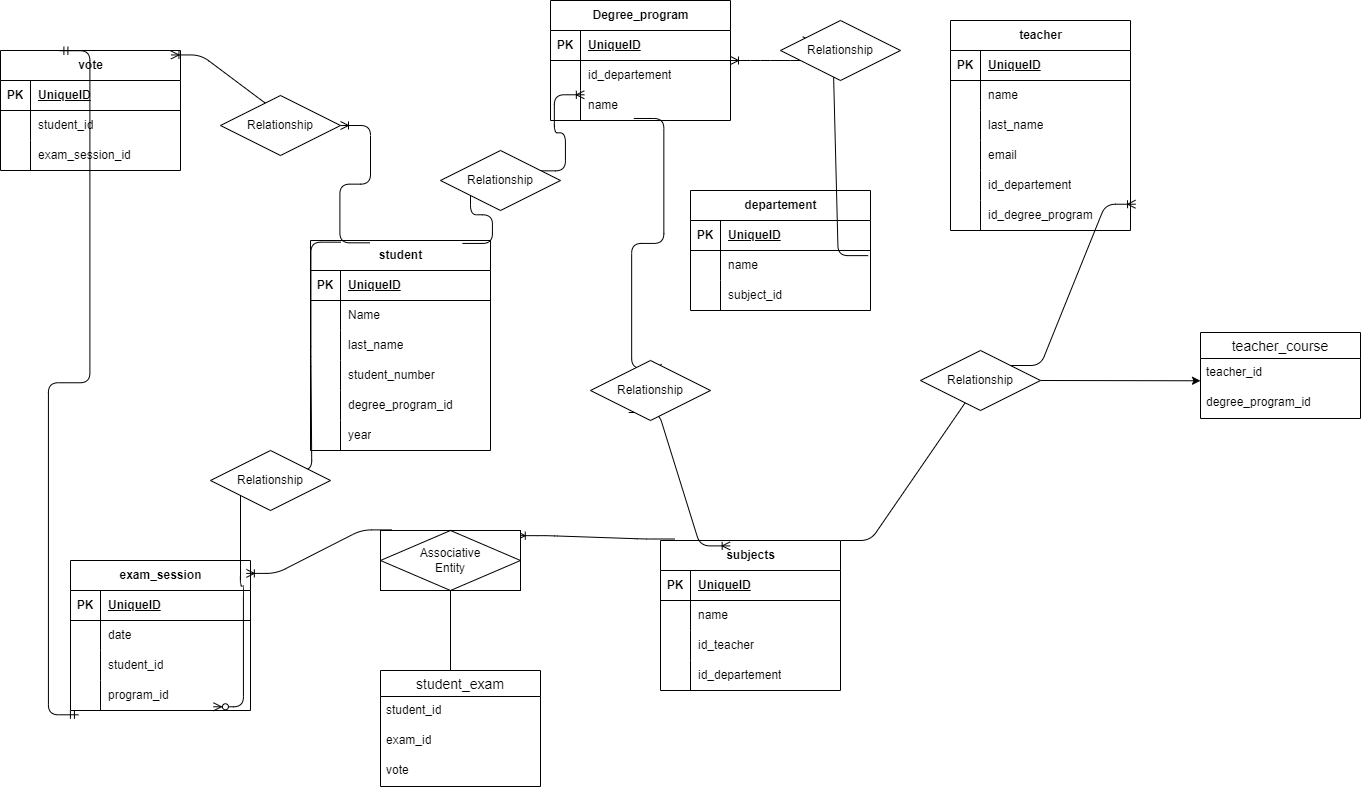 Degree_program
PK UniqueID
id_departement
name
Relationship
teacher
PK UniqueID
name
last_name
email
id_departement
id_degree_program
vote
PK UniqueID
student_id
exam_session_id
Relationship
Relationship
departement
PK UniqueID
name
subject_id
student
PK UniqueID
Name
last_name
student_number
degree_program_id
year
Relationship
Relationship
teacher_course
teacher_id
degree_program_id
Relationship
exam_session
PK UniqueID
date
student_id
program_id
Associative
Entity
subjects
PK UniqueID
name
id_teacher
id_departement
student_exam
student_id
exam_id
vote